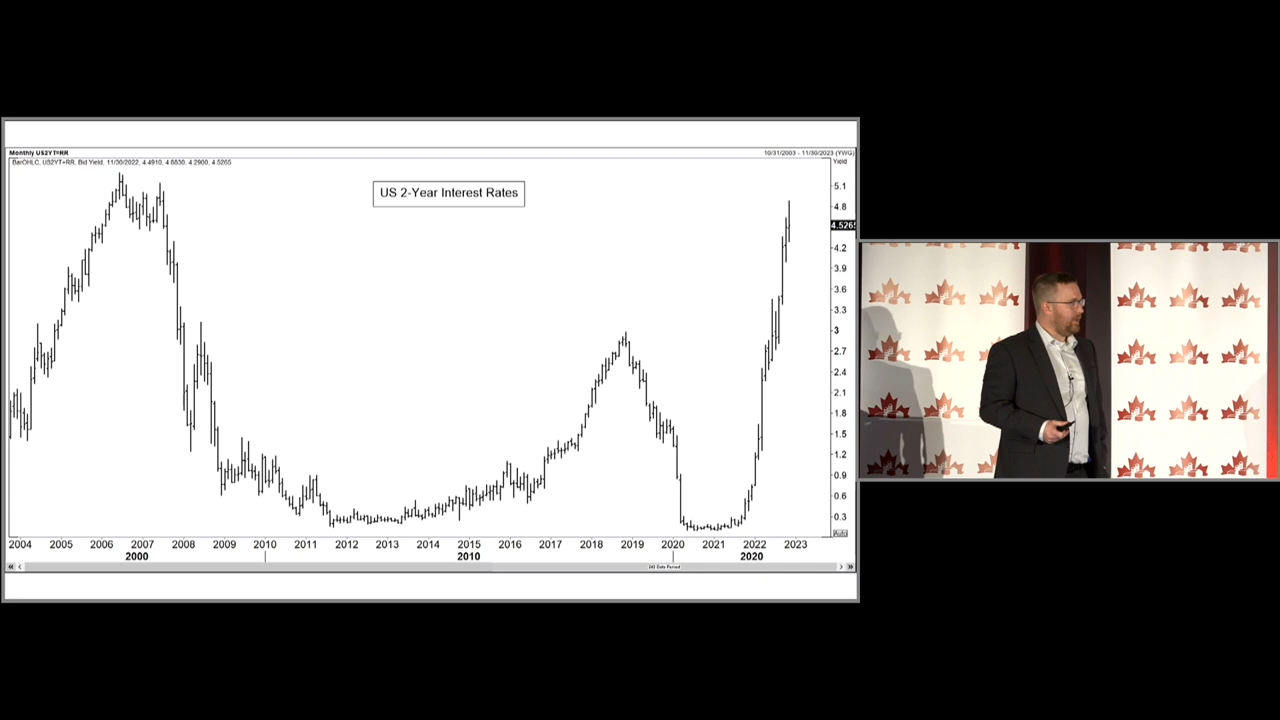 Monthly US2YT=RR
10/31/2003 - 11/30/2023 (YWG)
BarOHLC, US2YT=RR, Bid Yield, 11/30/2022, 4.4910, 4.8830, 4.2900, 4.5265
Yield
US 2-Year Interest Rates
5.1
4.8
4.5265
4.2
3.9
3.6
3.3
3
2.7
2.4
2.1
1.8
1.5
1.2
0.9
0.6
0.3
Auto
2004 2005 2006 2007 2008 2009 2010 2011 2012 2013 2014 2015 2016 2017 2018 2019 2020 2021 2022 2023
2000 2010 2020